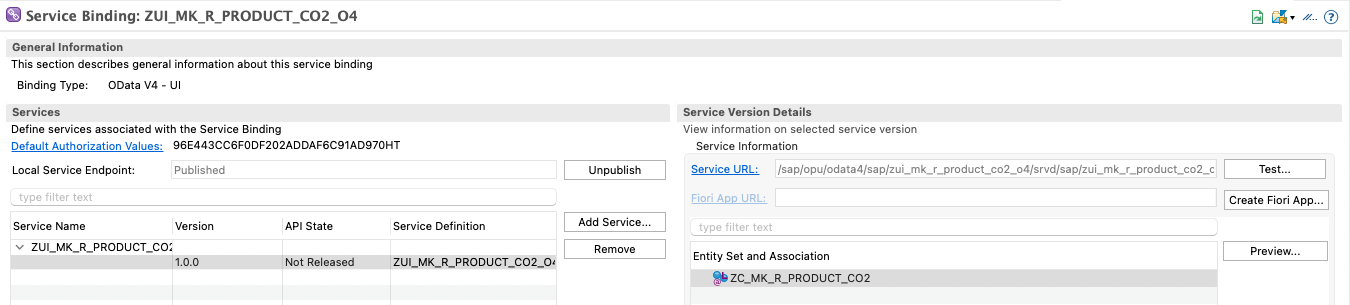 Service Binding: ZUI_MK_R_PRODUCT_CO2_O4
General Information
This section describes general information about this service binding
Binding Type: OData V4 - UI
Services
Define services associated with the Service Binding
Default Authorization Values: 96E443CC6F0DF202ADDAF6C91AD970HT
Local Service Endpoint: Published Unpublish
type filter text
Add Service...
Service Name Version API State Service Definition
Remove
ZUI_MK_R_PRODUCT_CO2
1.0.0 Not Released ZUI_MK_R_PRODUCT_CO2_O4
Service Version Details
View information on selected service version
Service Information
Service URL: /sap/opu/odata4/sap/zui_mk_r_product_co2_o4/srvd/sap/zui_mk_r_product_co2_o Test...
Fiori App URL: Create Fiori App...
type filter text
Entity Set and Association Preview...
ZC_MK_R_PRODUCT_CO2